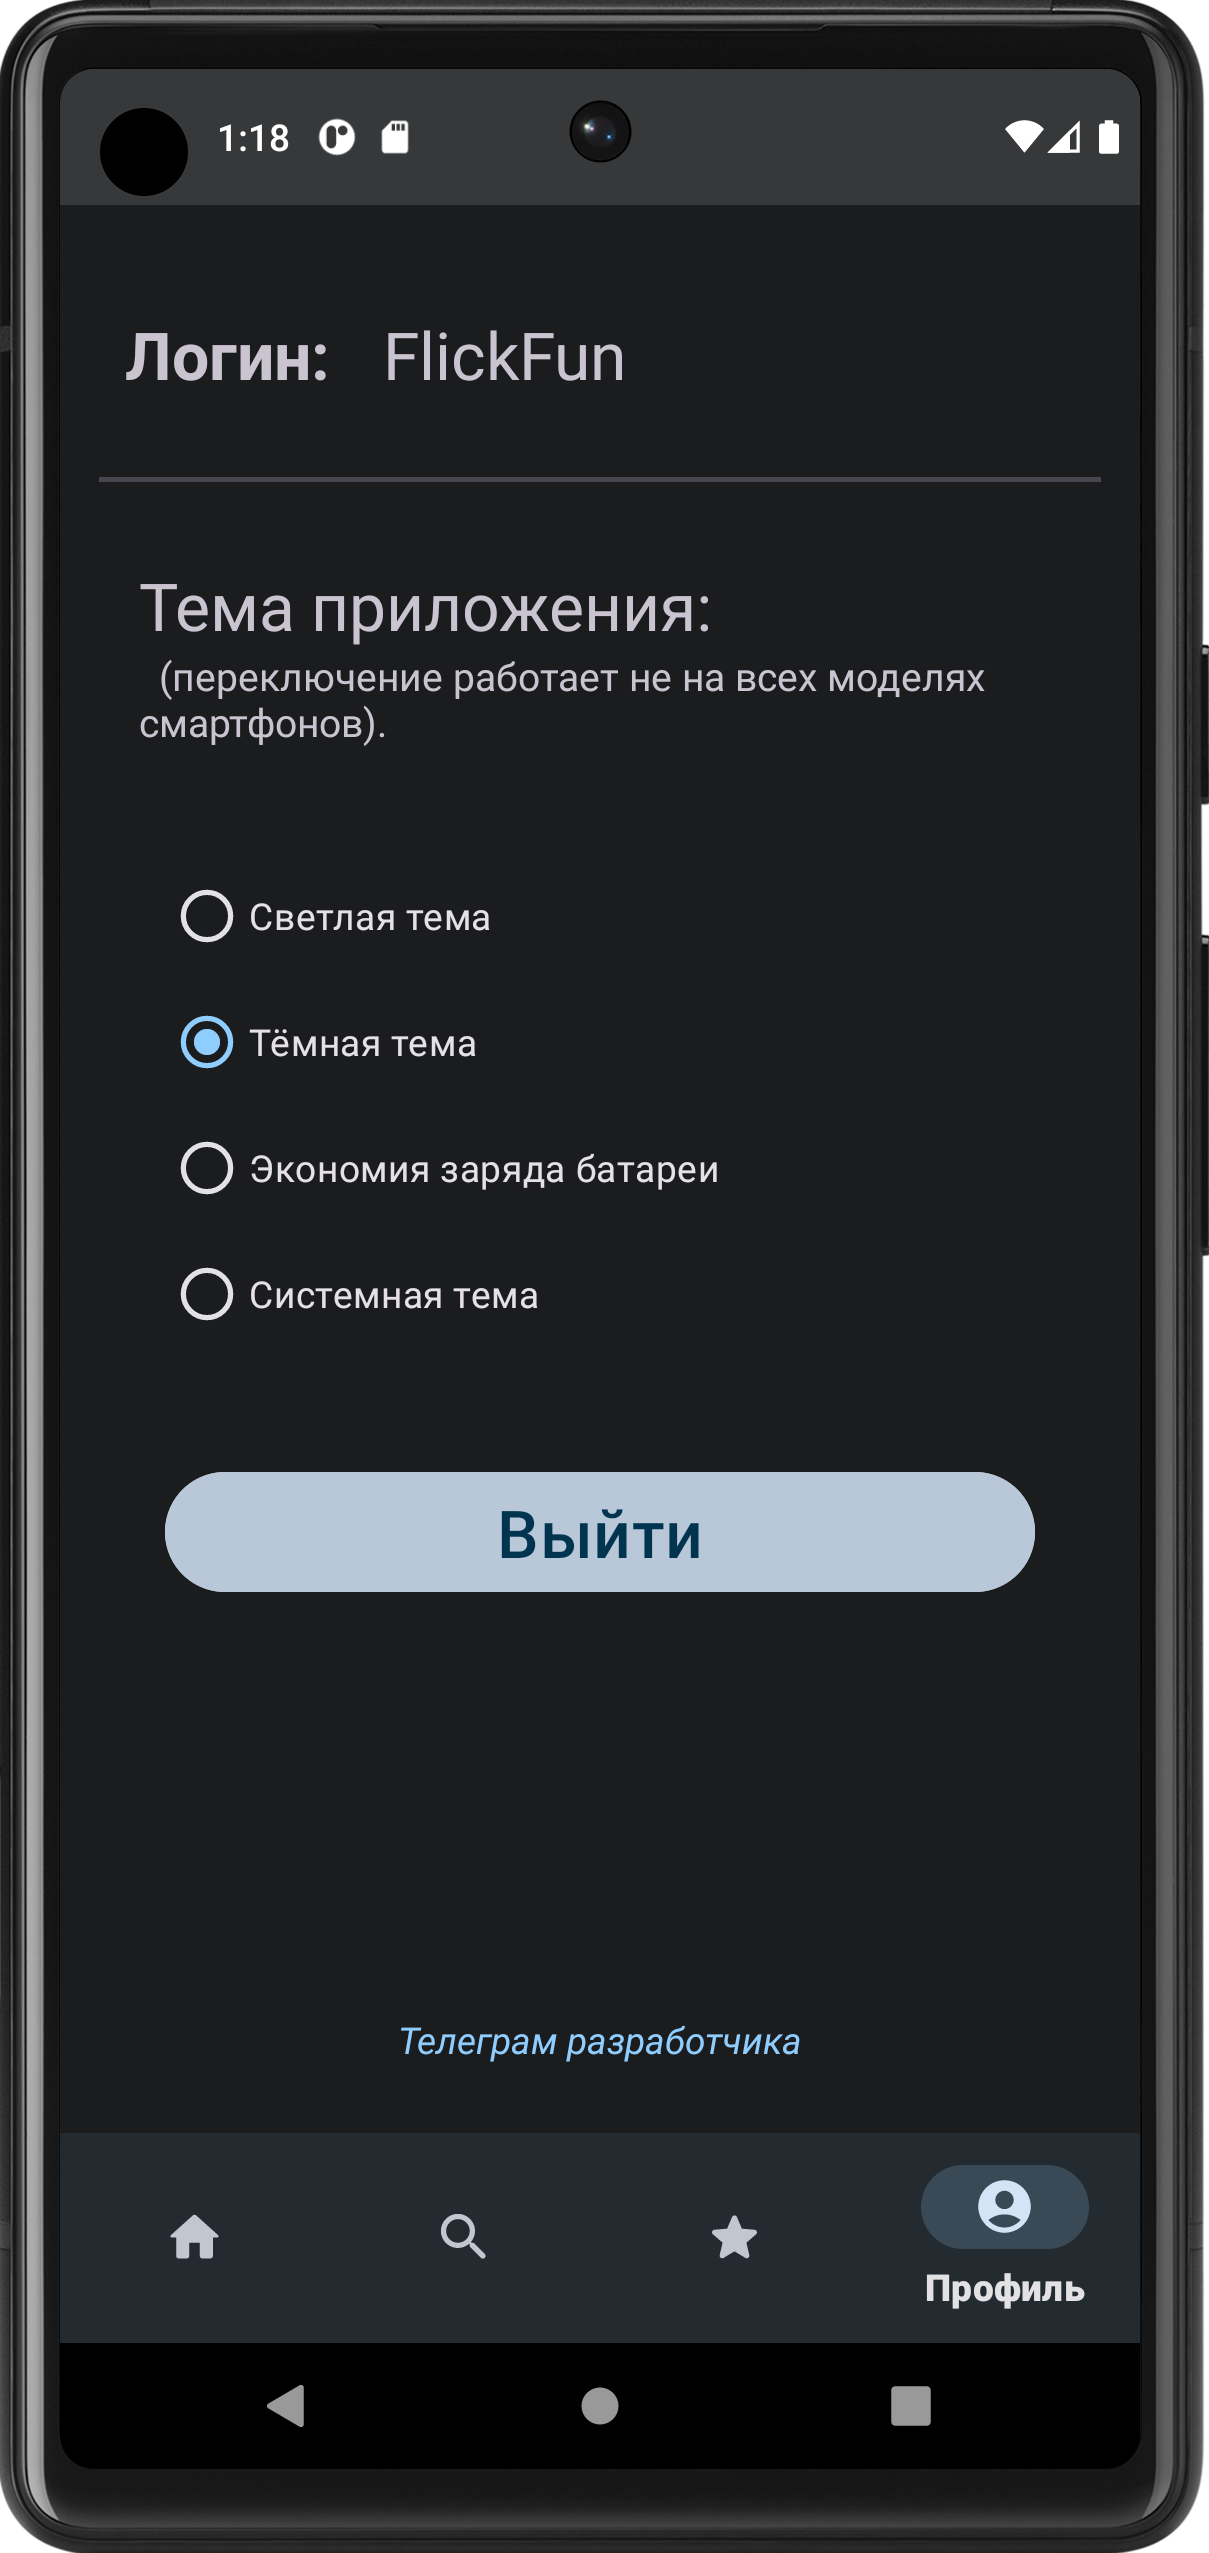 1:18
Логин: FlickFun
Тема приложения:
(переключение работает не на всех моделях
смартфонов).
Светлая тема
Тёмная тема
Экономия заряда батареи
Системная тема
Выйти
Телеграм разработчика
Профиль